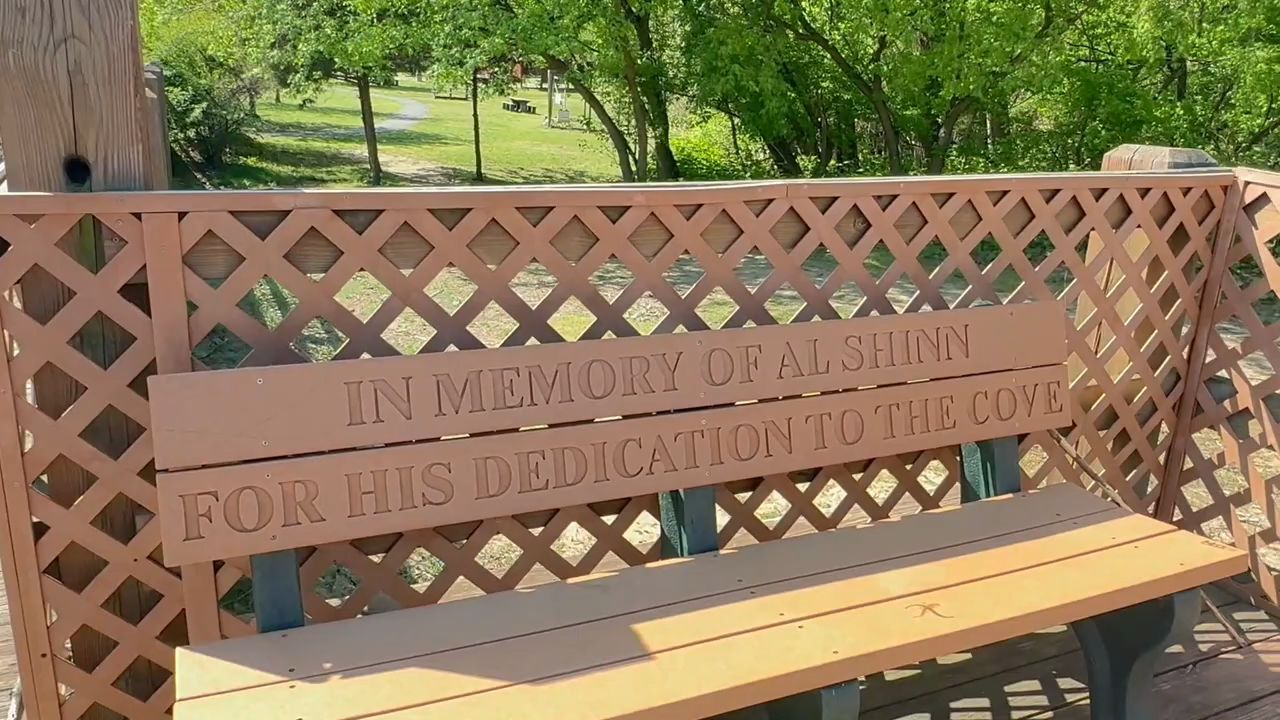 IN MEMORY OF AL SHINN
FOR HIS DEDICATION TO THE COVE